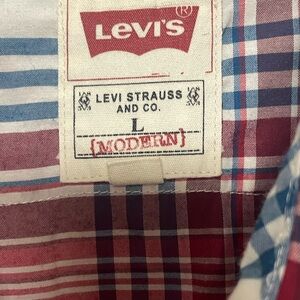 LEVI'S®
LEVI STRAUSS
AND CO.
L
{MODERN}